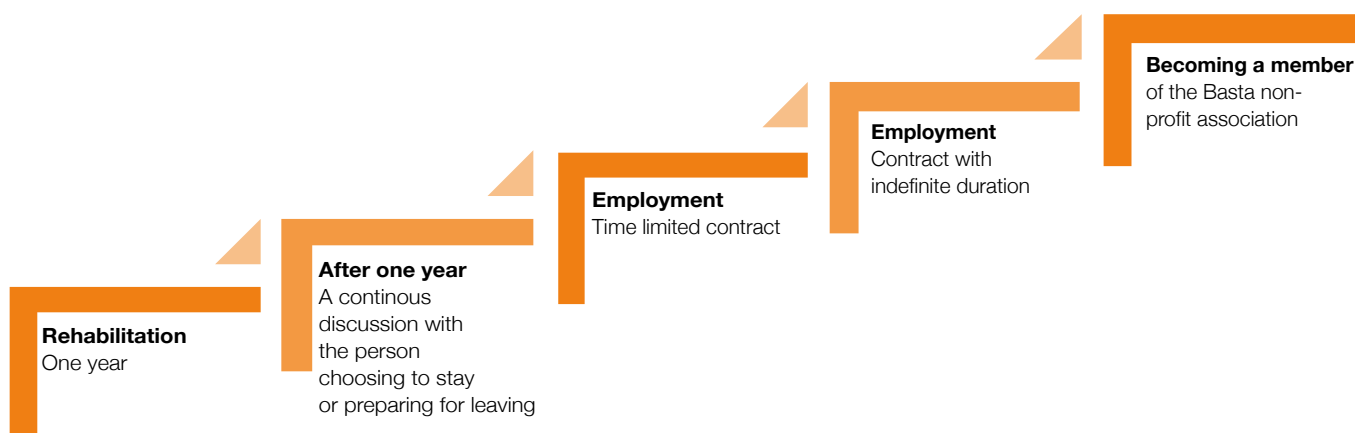 Rehabilitation
One year
After one year
A continous
discussion with
the person
choosing to stay
or preparing for leaving
Employment
Time limited contract
Employment
Contract with
indefinite duration
Becoming a member
of the Basta non-
profit association